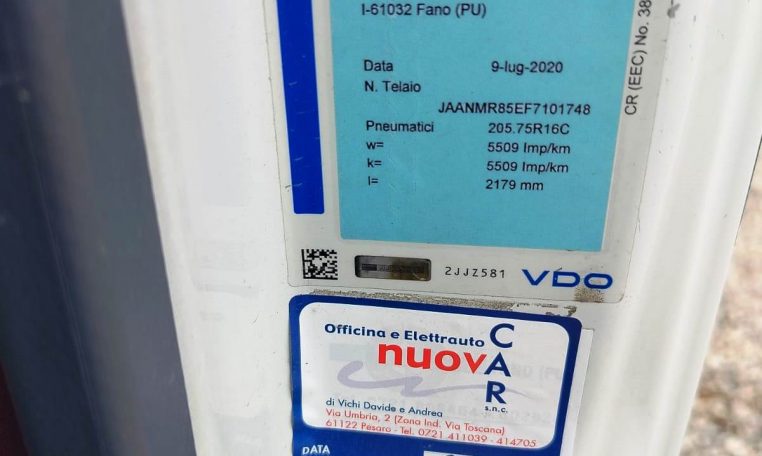 I-61032 Fano (PU)
Data 9-lug-2020
N. Telaio
JAANMR85EF7101748
Pneumatici 205.75R16C
w= 5509 Imp/km
k= 5509 Imp/km
l= 2179 mm
CR (EEC) No. 38
2JJZ581 VDO
Officina e Elettrauto
nuovA
CAR
s.n.c.
di Vichi Davide e Andrea
Via Umbria, 2 (Zona Ind. Via Toscana)
61122 Pesaro - Tel. 0721.411039 - 414705
DATA